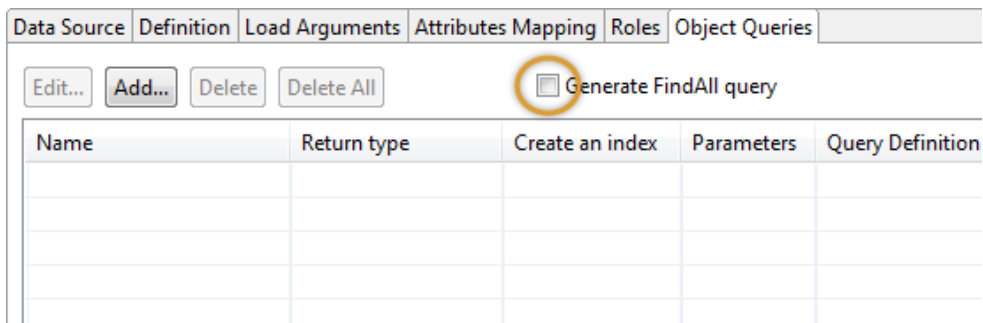 Data Source Definition Load Arguments Attributes Mapping Roles Object Queries
Edit... Add... Delete Delete All Generate FindAll query
Name Return type Create an index Parameters Query Definition